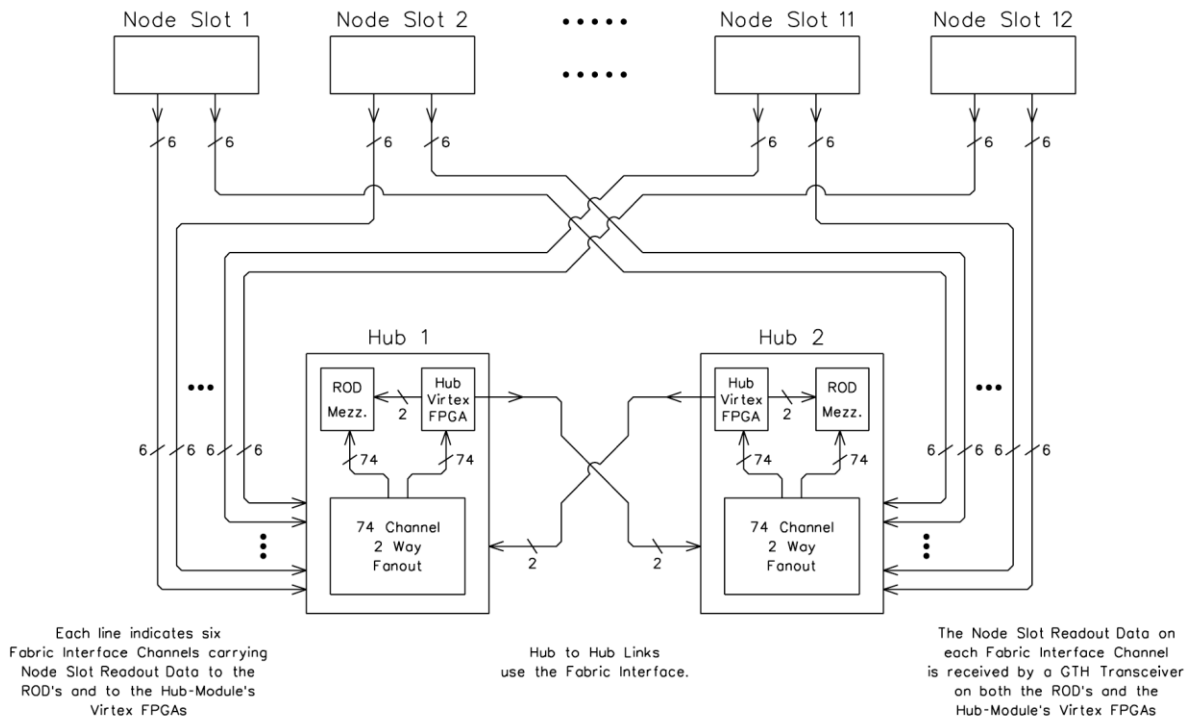 Node Slot 1
Node Slot 2
Node Slot 11
Node Slot 12
6
6
6
6
6
6
6
6
Hub 1
Hub 2
ROD
Mezz.
2
Hub
Virtex
FPGA
Hub
Virtex
FPGA
2
ROD
Mezz.
6
6
6
6
74
74
74
74
6
6
6
6
74 Channel
2 Way
Fanout
2
2
74 Channel
2 Way
Fanout
Each line indicates six
Fabric Interface Channels carrying
Node Slot Readout Data to the
ROD's and to the Hub-Module's
Virtex FPGAs
Hub to Hub Links
use the Fabric Interface.
The Node Slot Readout Data on
each Fabric Interface Channel
is received by a GTH Transceiver
on both the ROD's and the
Hub-Module's Virtex FPGAs